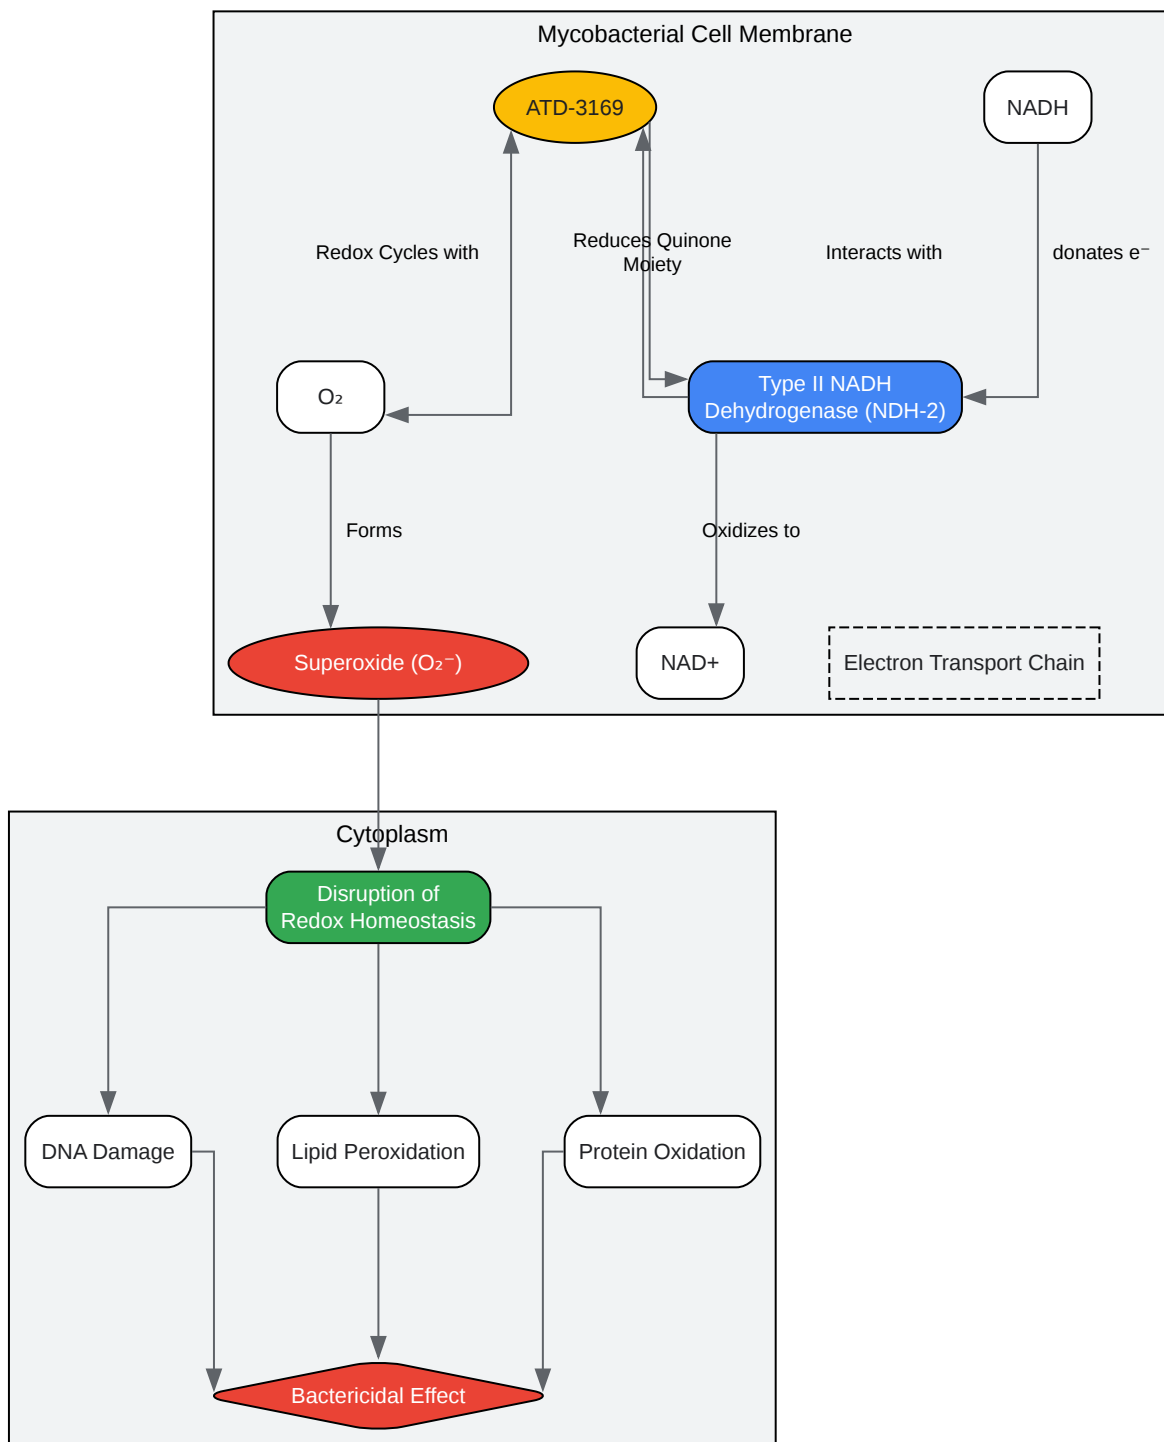 Mycobacterial Cell Membrane
ATD-3169
NADH
Redox Cycles with
Reduces Quinone
Moiety
Interacts with
donates e⁻
O₂
Type II NADH
Dehydrogenase (NDH-2)
Forms
Oxidizes to
Superoxide (O₂⁻)
NAD+
Electron Transport Chain
Cytoplasm
Disruption of
Redox Homeostasis
DNA Damage
Lipid Peroxidation
Protein Oxidation
Bactericidal Effect